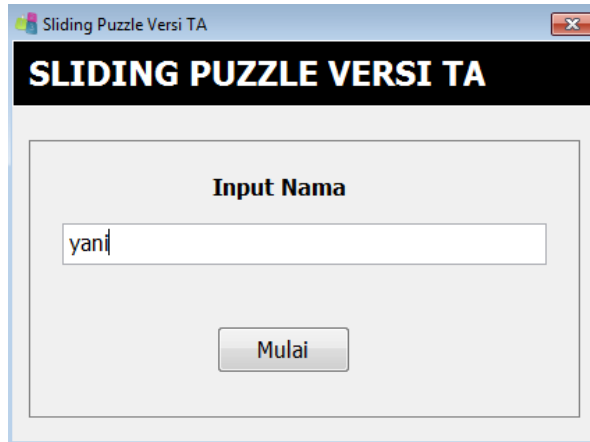 Sliding Puzzle Versi TA
SLIDING PUZZLE VERSI TA
Input Nama
yani
Mulai